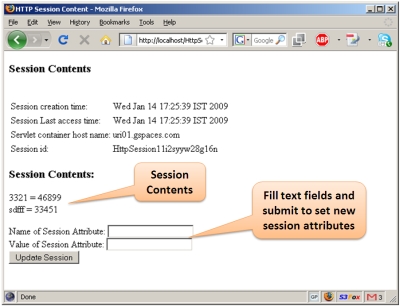 HTTP Session Content - Mozilla Firefox
File Edit View History Bookmarks Tools Help
http://localhost/HttpS
Google
ABP
Session Contents
Session creation time: Wed Jan 14 17:25:39 IST 2009
Session Last access time: Wed Jan 14 17:25:39 IST 2009
Servlet container host name: uri01.gspaces.com
Session id: HttpSession11i2syyw28g16n
Session Contents:
3321 = 46899
sdfff = 33451
Session
Contents
Fill text fields and
submit to set new
session attributes
Name of Session Attribute:
Value of Session Attribute:
Update Session
Done
GP
S3Fox
3